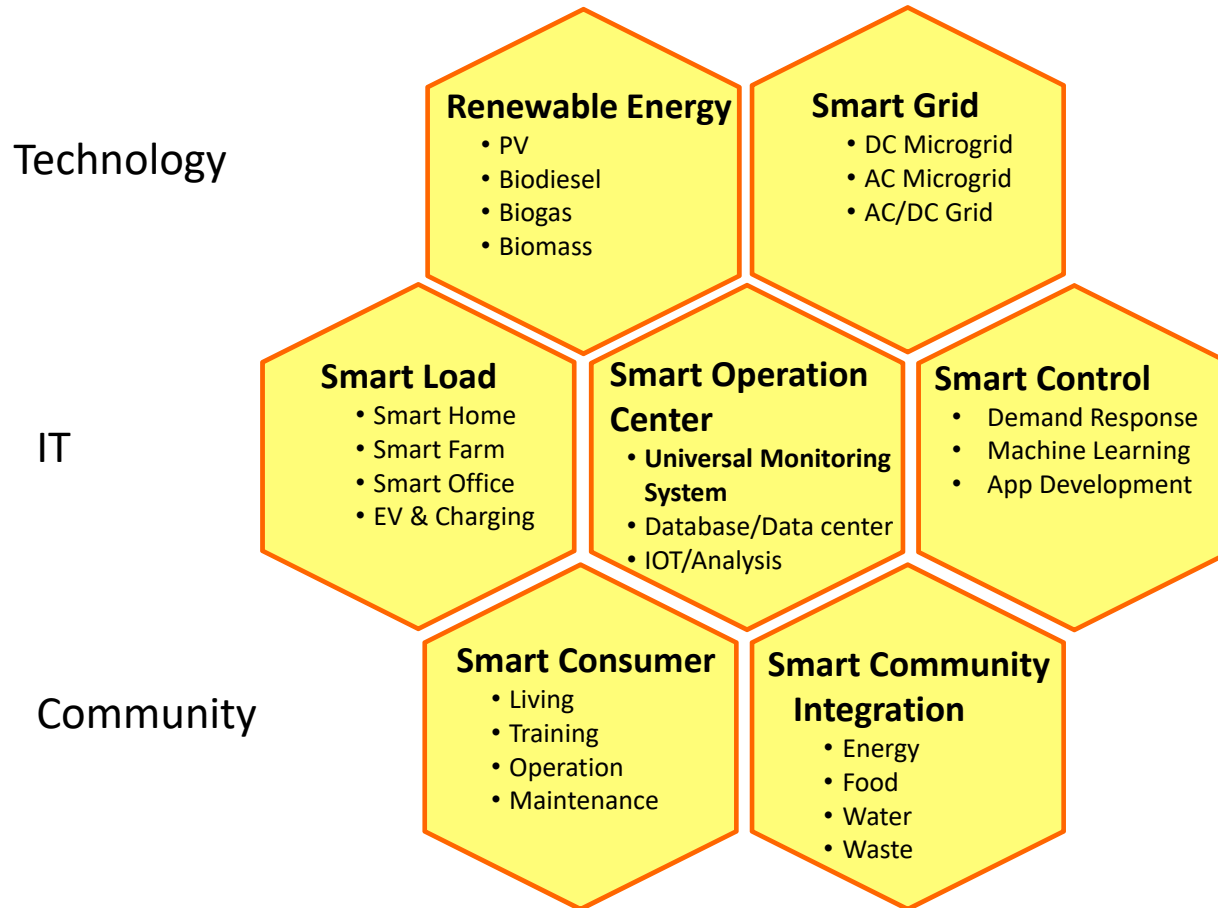 Technology
Renewable Energy
• PV
• Biodiesel
• Biogas
• Biomass
Smart Grid
• DC Microgrid
• AC Microgrid
• AC/DC Grid
IT
Smart Load
• Smart Home
• Smart Farm
• Smart Office
• EV & Charging
Smart Operation
Center
• Universal Monitoring
System
• Database/Data center
• IOT/Analysis
Smart Control
• Demand Response
• Machine Learning
• App Development
Community
Smart Consumer
• Living
• Training
• Operation
• Maintenance
Smart Community
Integration
• Energy
• Food
• Water
• Waste